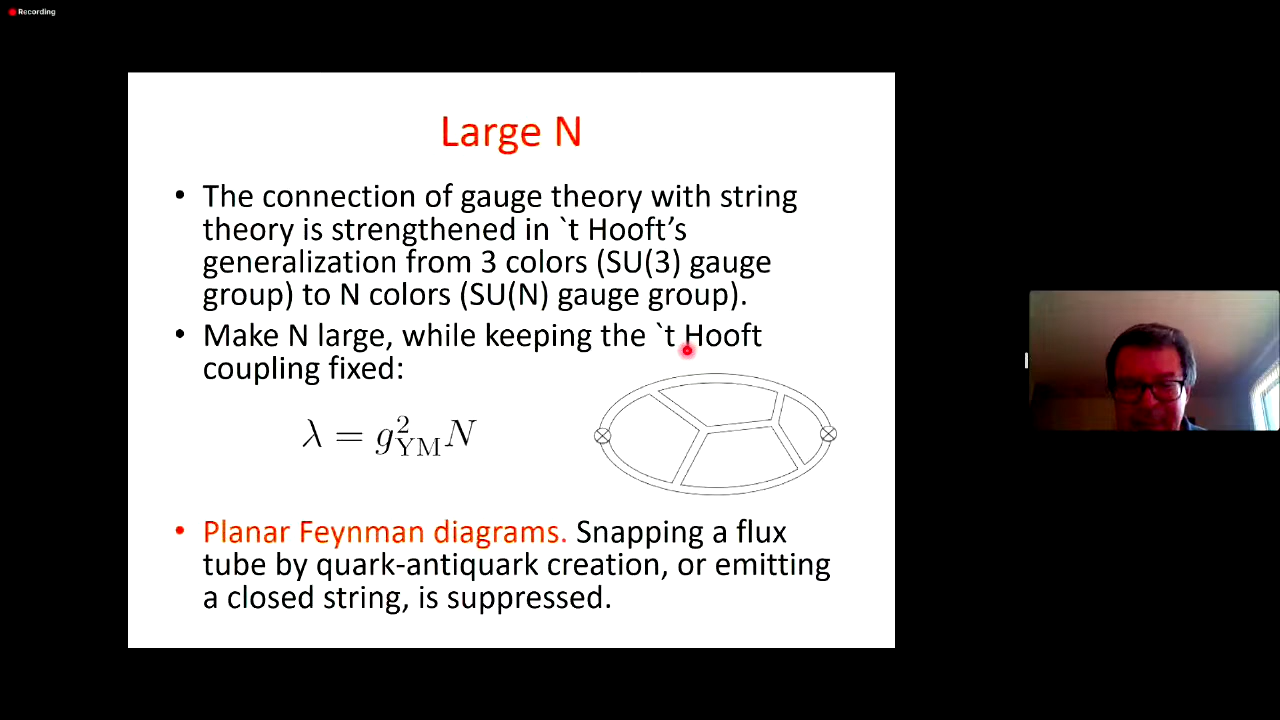 Recording
Large N
• The connection of gauge theory with string
theory is strengthened in `t Hooft’s
generalization from 3 colors (SU(3) gauge
group) to N colors (SU(N) gauge group).
• Make N large, while keeping the `t Hooft
coupling fixed:
λ = g²_YM N
• Planar Feynman diagrams. Snapping a flux
tube by quark-antiquark creation, or emitting
a closed string, is suppressed.